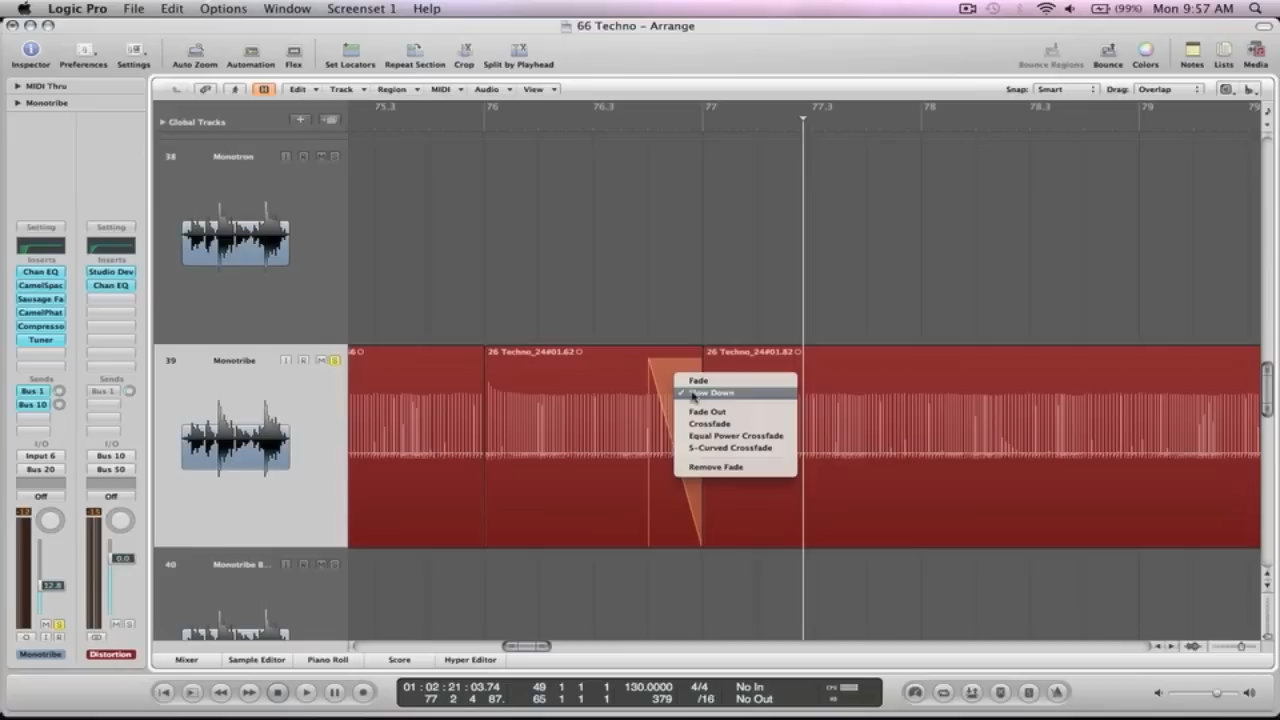 Logic Pro File Edit Options Window Screenset 1 Help (99%) Mon 9:57 AM
66 Techno - Arrange
Inspector Preferences Settings Auto Zoom Automation Flex Set Locators Repeat Section Crop Split by Playhead Bounce Regions Bounce Colors Notes Lists Media
MIDI Thru
Monotribe
Edit Track Region MIDI Audio View Snap: Smart Drag: Overlap
75.3 76 76.3 77 77.3 78 78.3 79
Global Tracks
38 Monotron I R M S
39 Monotribe I R M S
26 Techno_24#01.62
26 Techno_24#01.82
Fade
Slow Down
Fade Out
Crossfade
Equal Power Crossfade
S-Curved Crossfade
Remove Fade
40 Monotribe B... I R M S
Setting Setting
Inserts Inserts
Chan EQ Studio Dev
CamelSpac Chan EQ
Sausage Fa
CamelPhat
Compresso
Tuner
Sends Sends
Bus 1 Bus 1
Bus 10
I/O I/O
Input 6 Bus 10
Bus 20 Bus 50
Off Off
0.0
12.8
M S M S
I R
Monotribe Distortion
Mixer Sample Editor Piano Roll Score Hyper Editor
01 : 02 : 21 : 03.74 49 1 1 1 130.0000 4/4 No In CPU
77 2 4 87. 65 1 1 1 379 /16 No Out HD